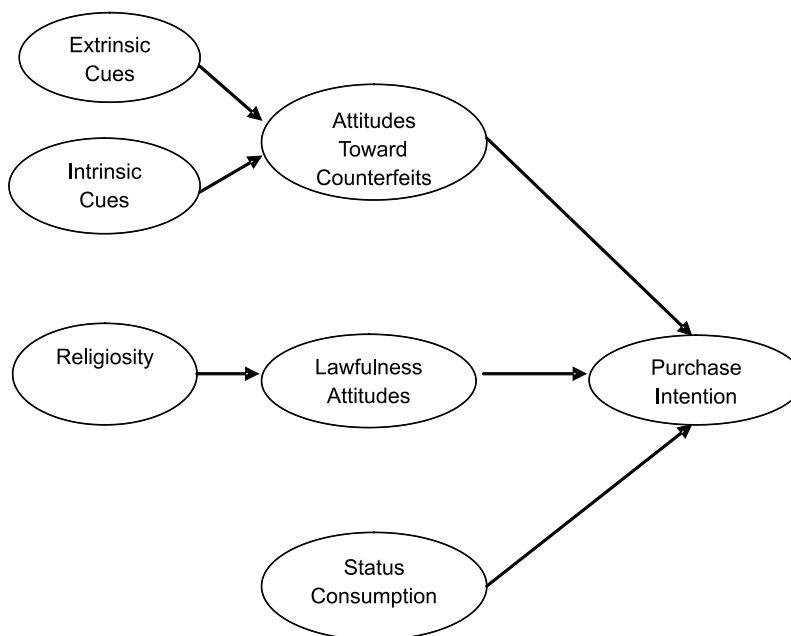 Extrinsic
Cues
Attitudes
Toward
Counterfeits
Intrinsic
Cues
Religiosity
Lawfulness
Attitudes
Purchase
Intention
Status
Consumption